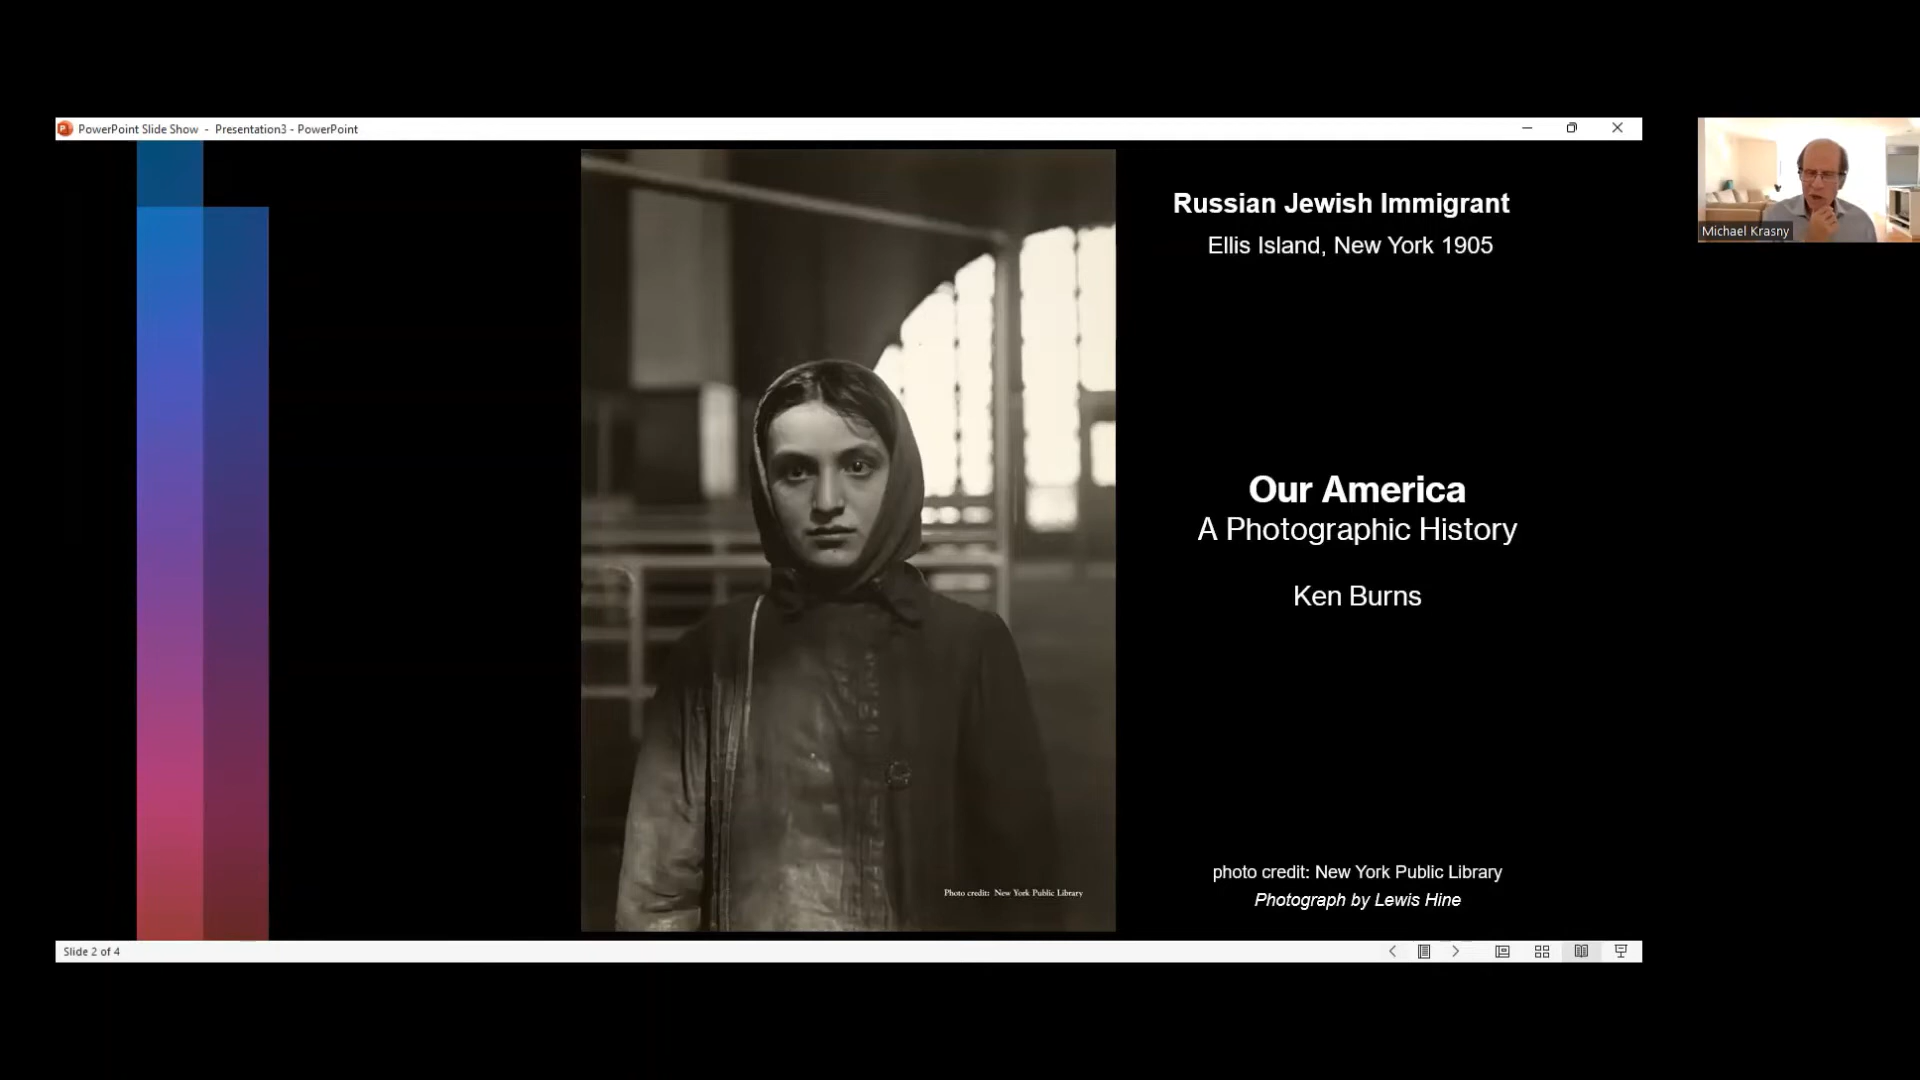 PowerPoint Slide Show - Presentation3 - PowerPoint
Russian Jewish Immigrant
Ellis Island, New York 1905
Michael Krasny
Our America
A Photographic History
Ken Burns
photo credit: New York Public Library
Photograph by Lewis Hine
Photo credit: New York Public Library
Slide 2 of 4